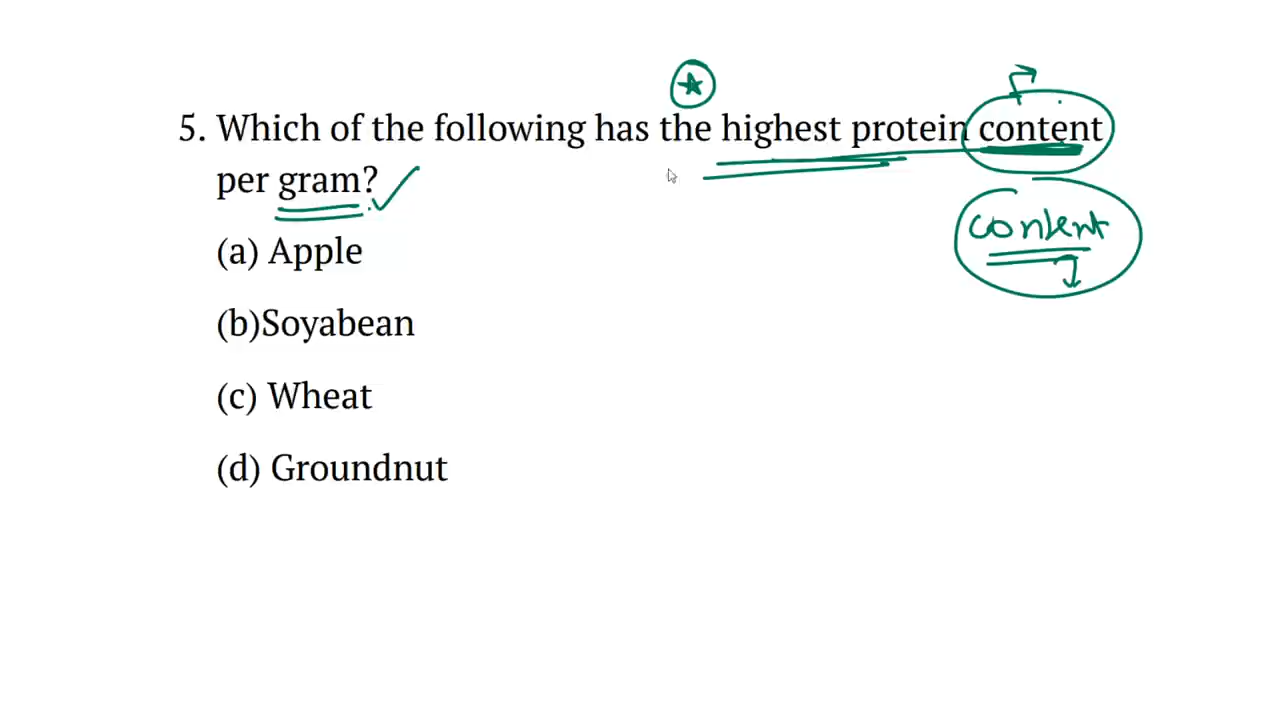 5. Which of the following has the highest protein content
per gram?
content
(a) Apple
(b)Soyabean
(c) Wheat
(d) Groundnut